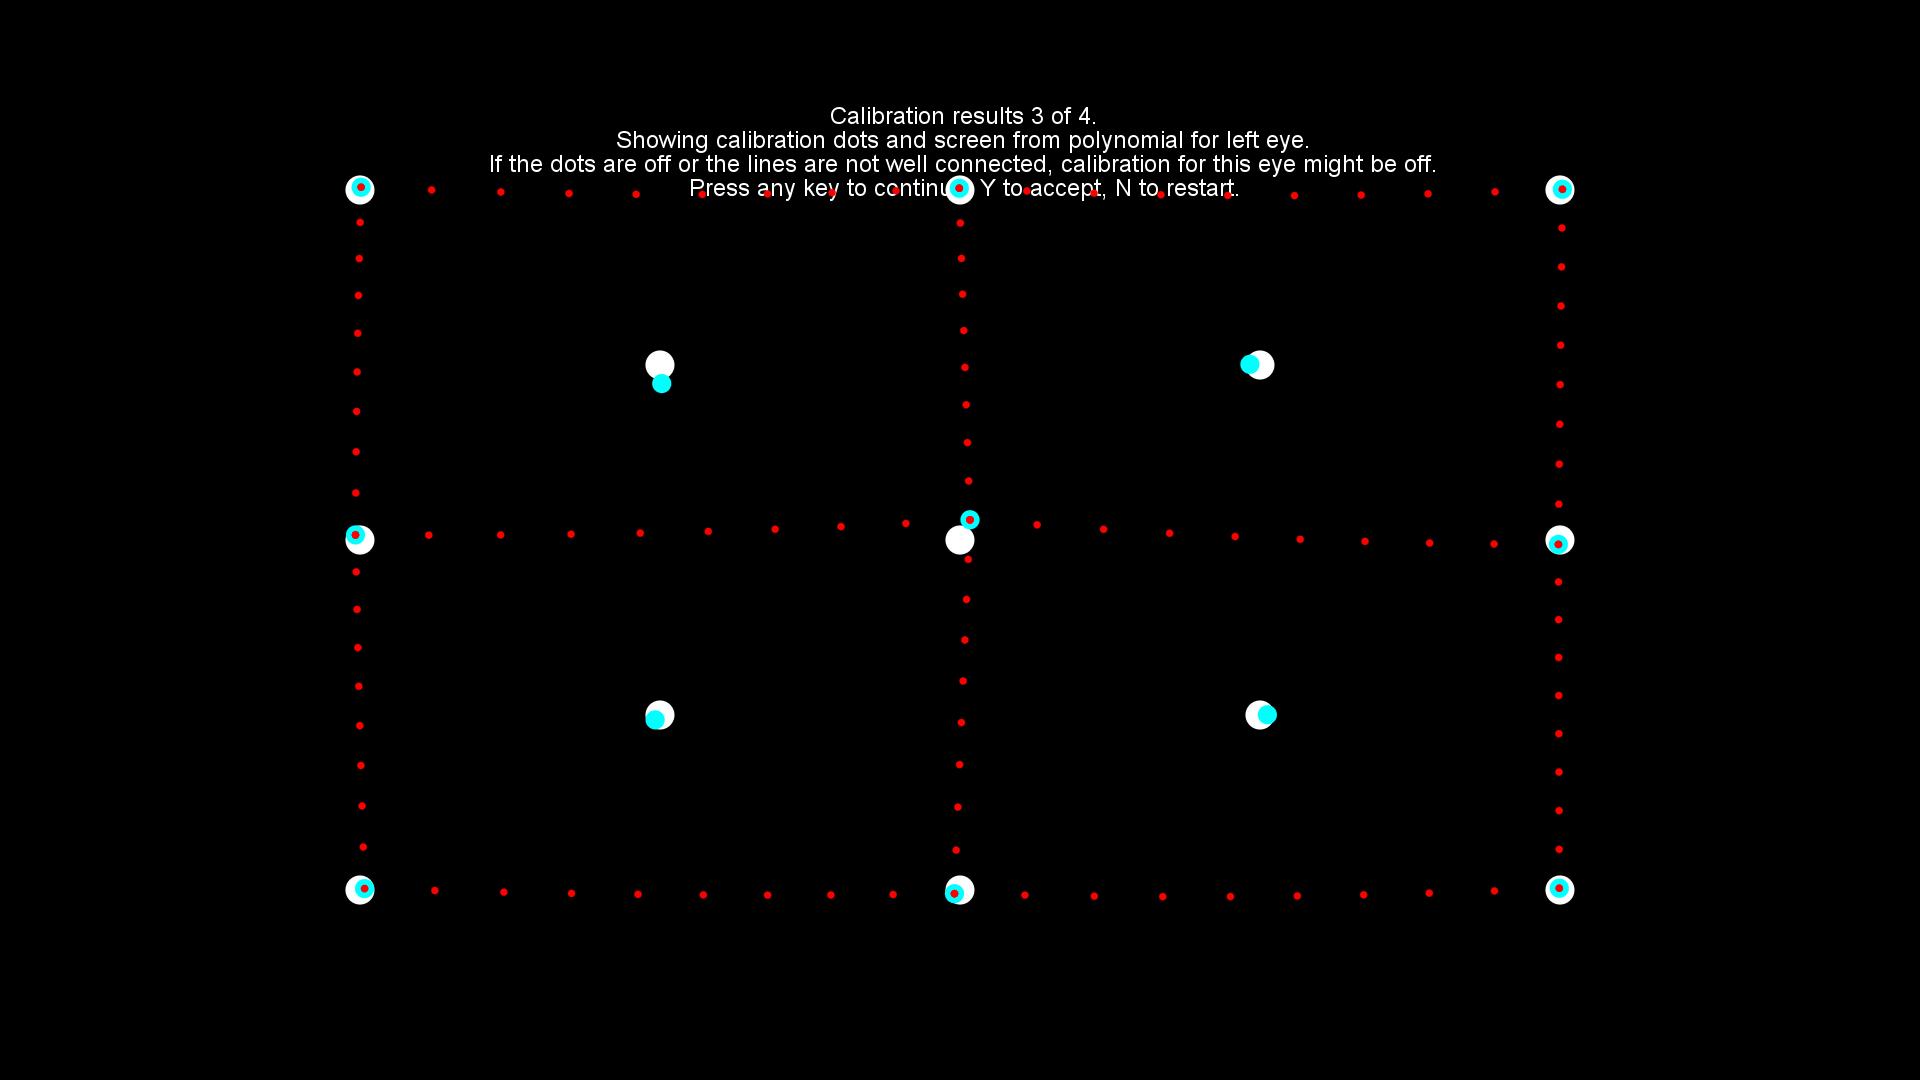 Calibration results 3 of 4.
Showing calibration dots and screen from polynomial for left eye.
If the dots are off or the lines are not well connected, calibration for this eye might be off.
Press any key to continu Y to accept, N to restart.